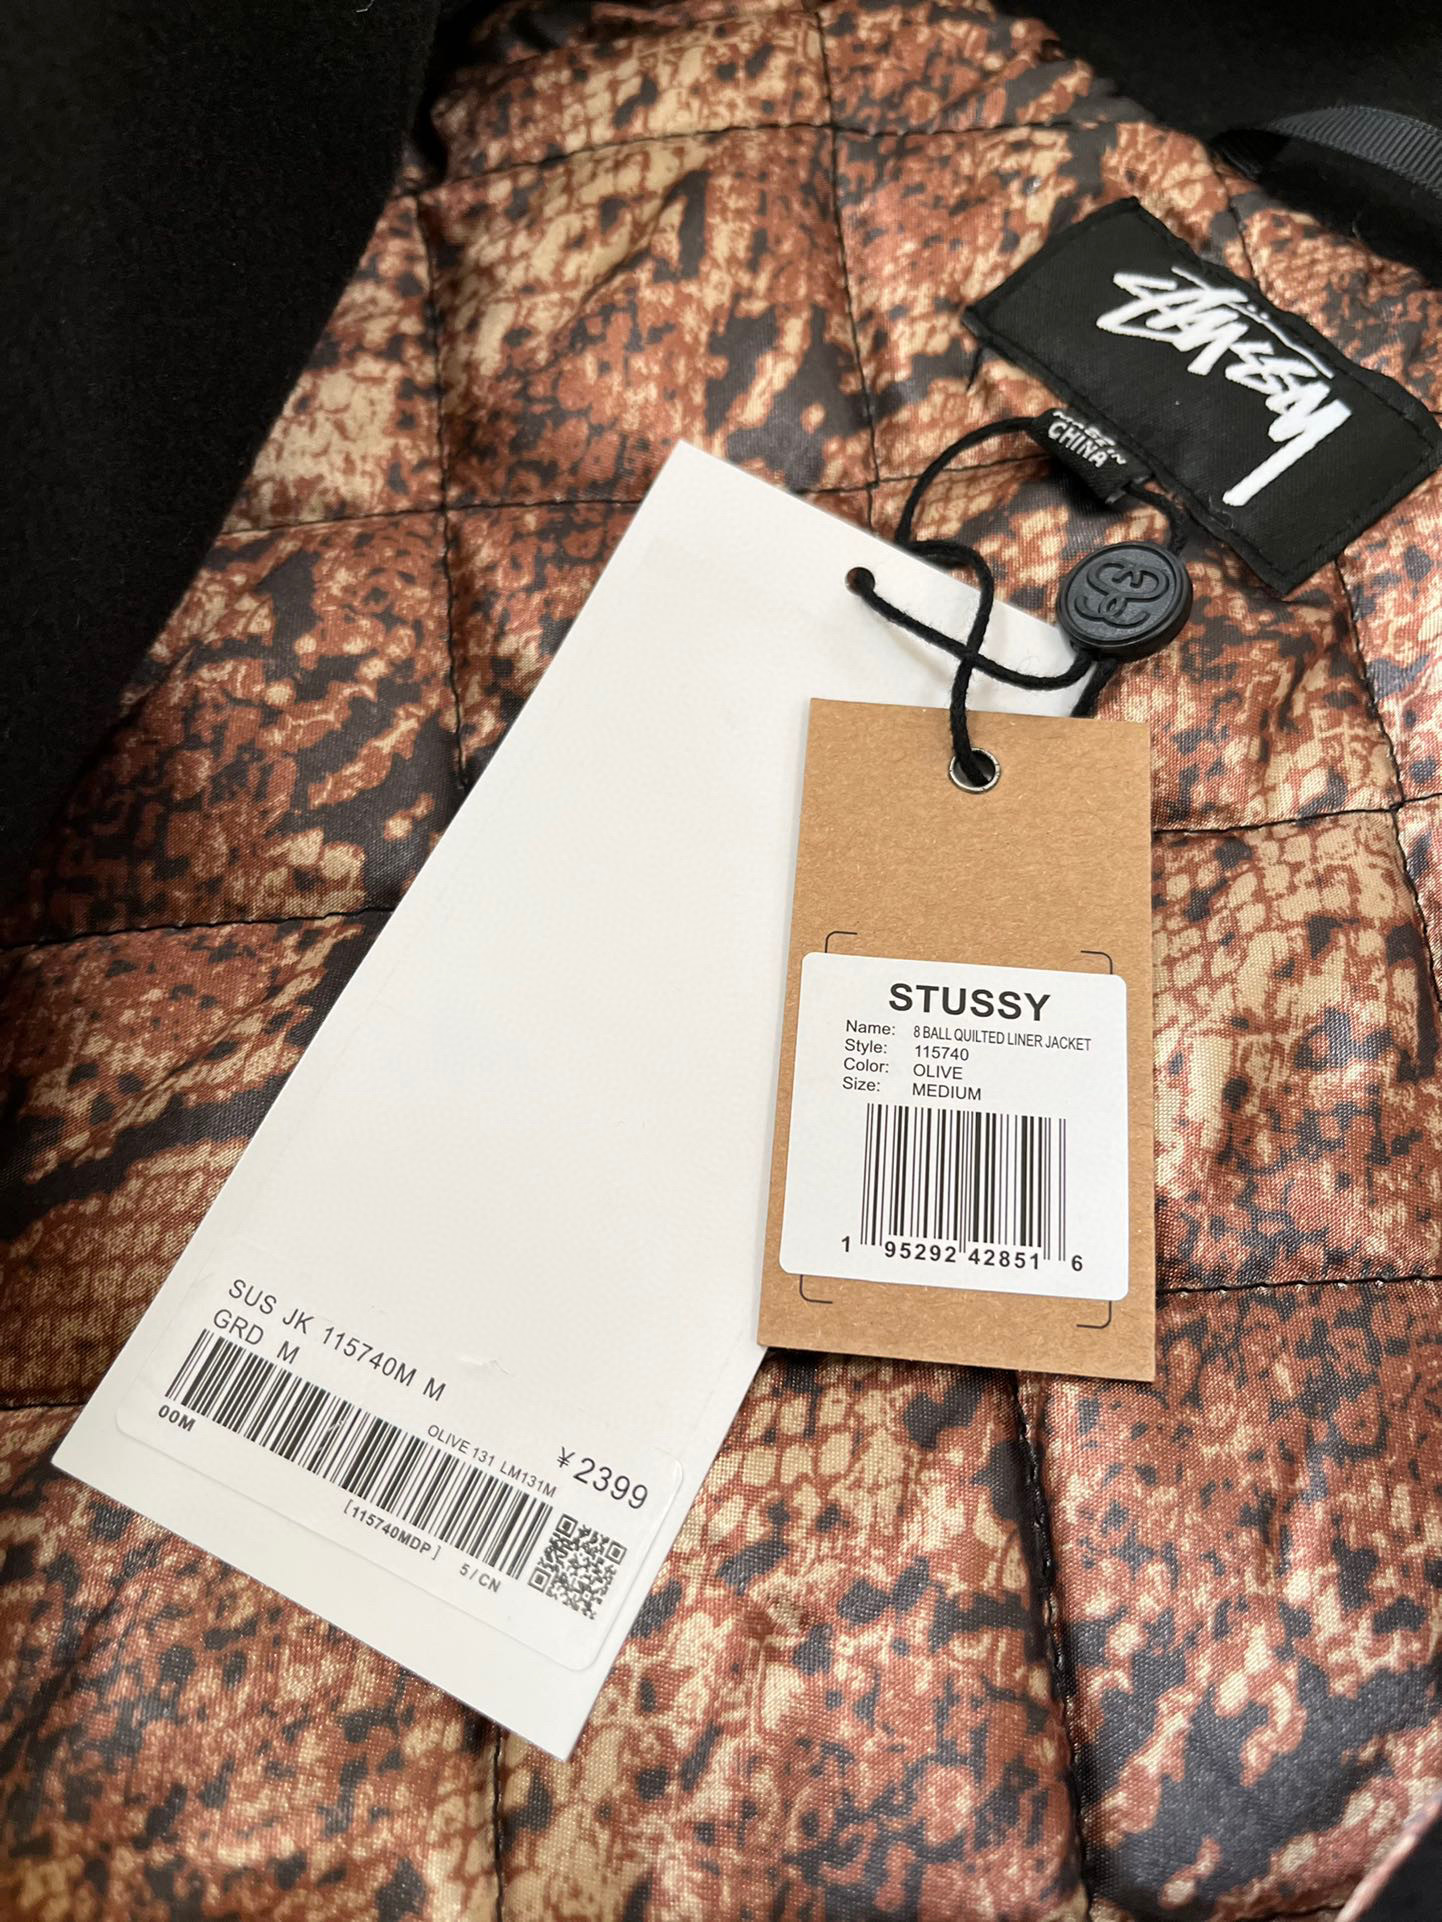 STUSSY
MADE IN
CHINA
STUSSY
Name: 8 BALL QUILTED LINER JACKET
Style: 115740
Color: OLIVE
Size: MEDIUM
1 95292 42851 6
SUS JK 115740M M
GRD M
OLIVE 131 LM131M
¥2399
00M
[115740MDP] 5/CN